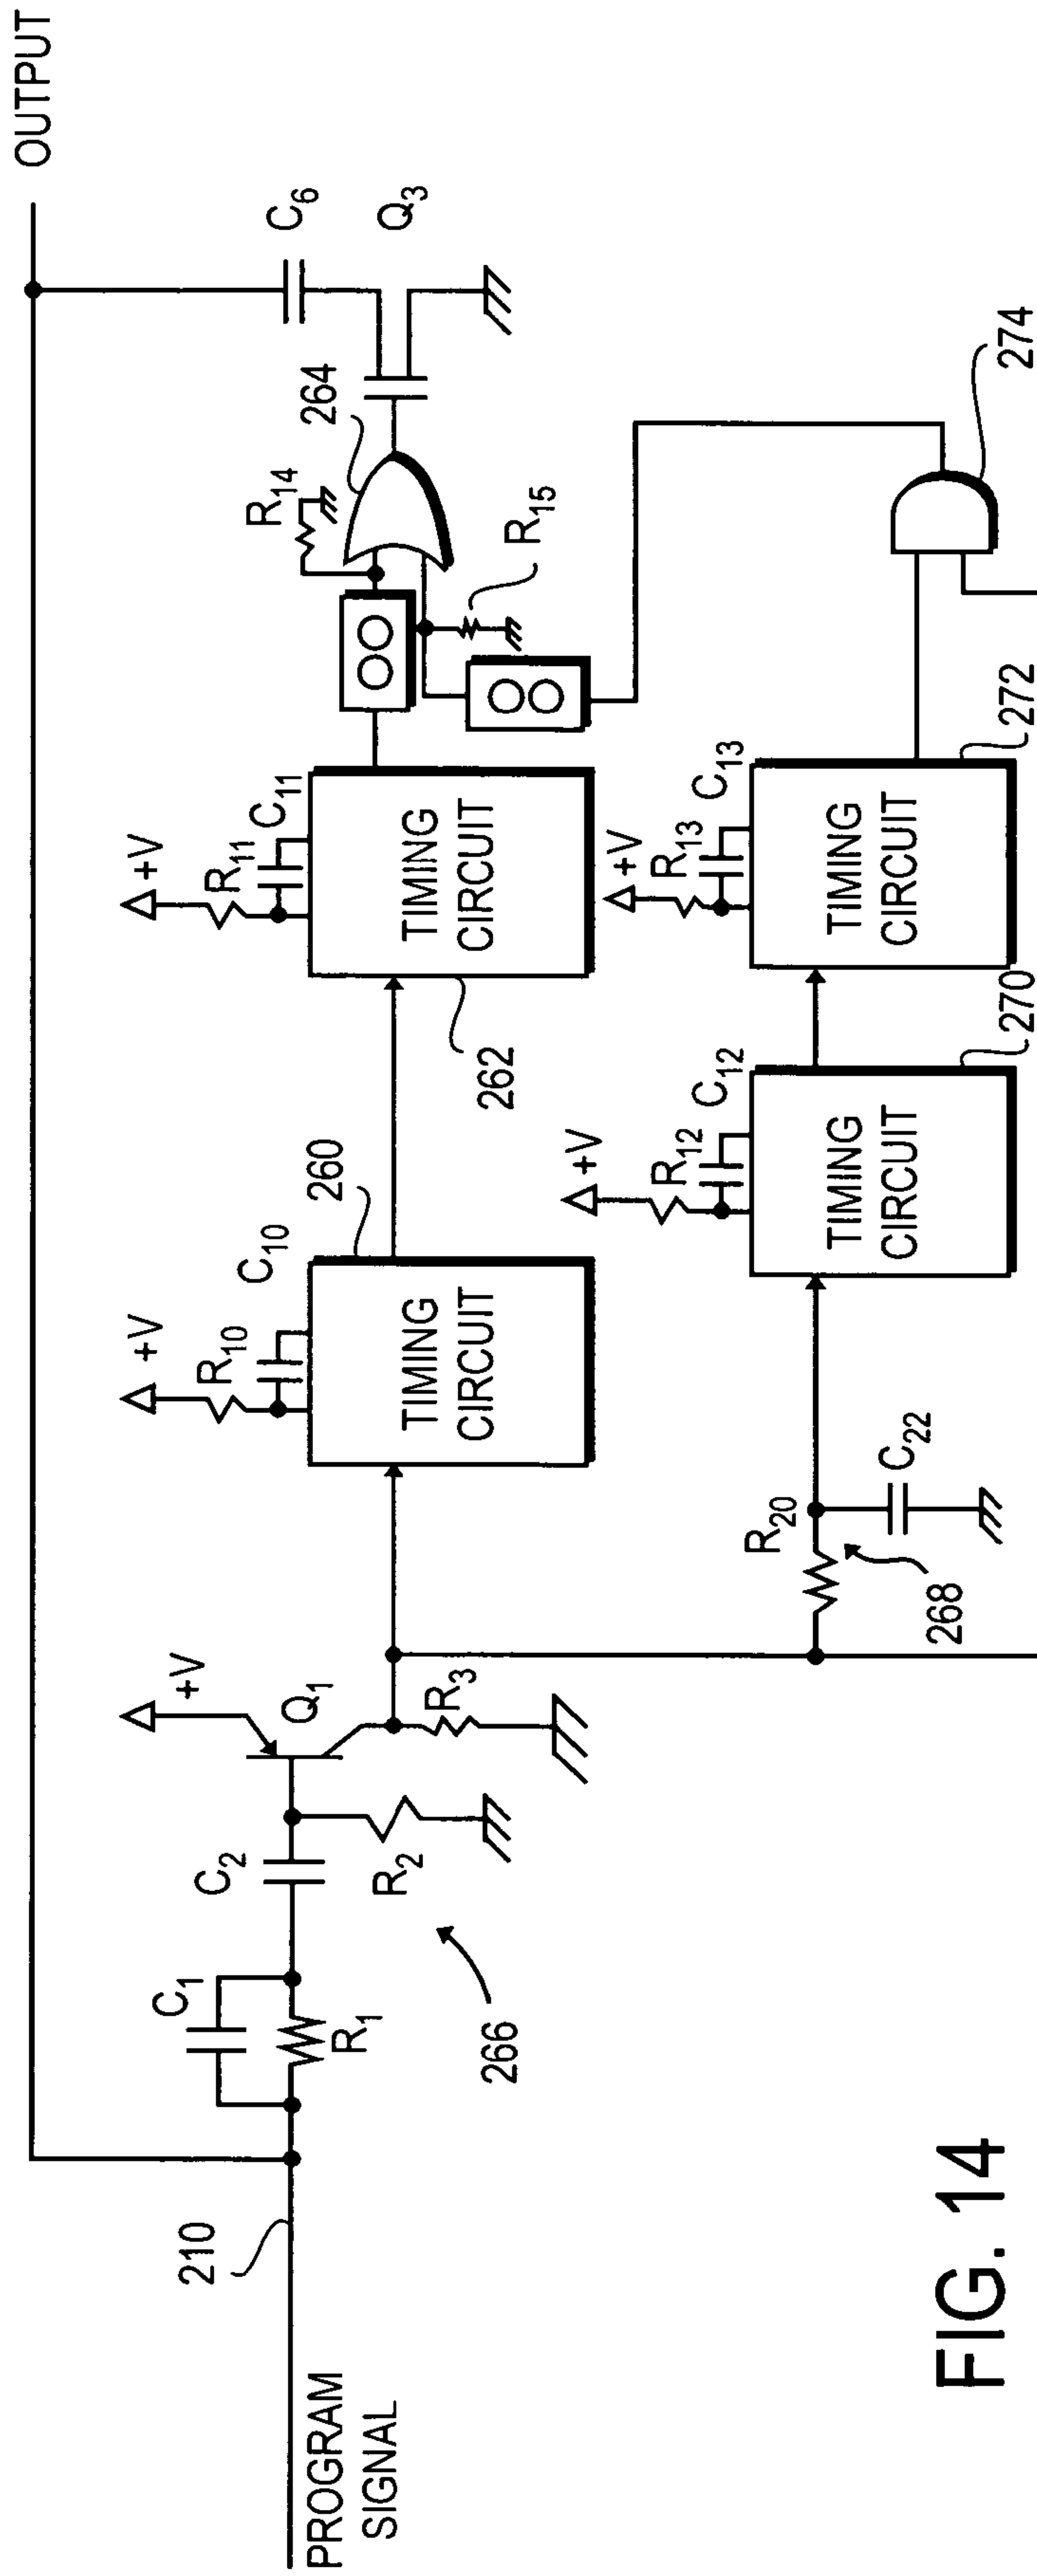 OUTPUT
C6
Q3
264
R14
R15
274
+V
R11
C11
TIMING
CIRCUIT
262
+V
R13
C13
TIMING
CIRCUIT
272
+V
R10
C10
260
TIMING
CIRCUIT
+V
R12
C12
TIMING
CIRCUIT
270
R20
C22
268
+V
Q1
R3
C2
R2
C1
R1
266
210
PROGRAM
SIGNAL
FIG. 14